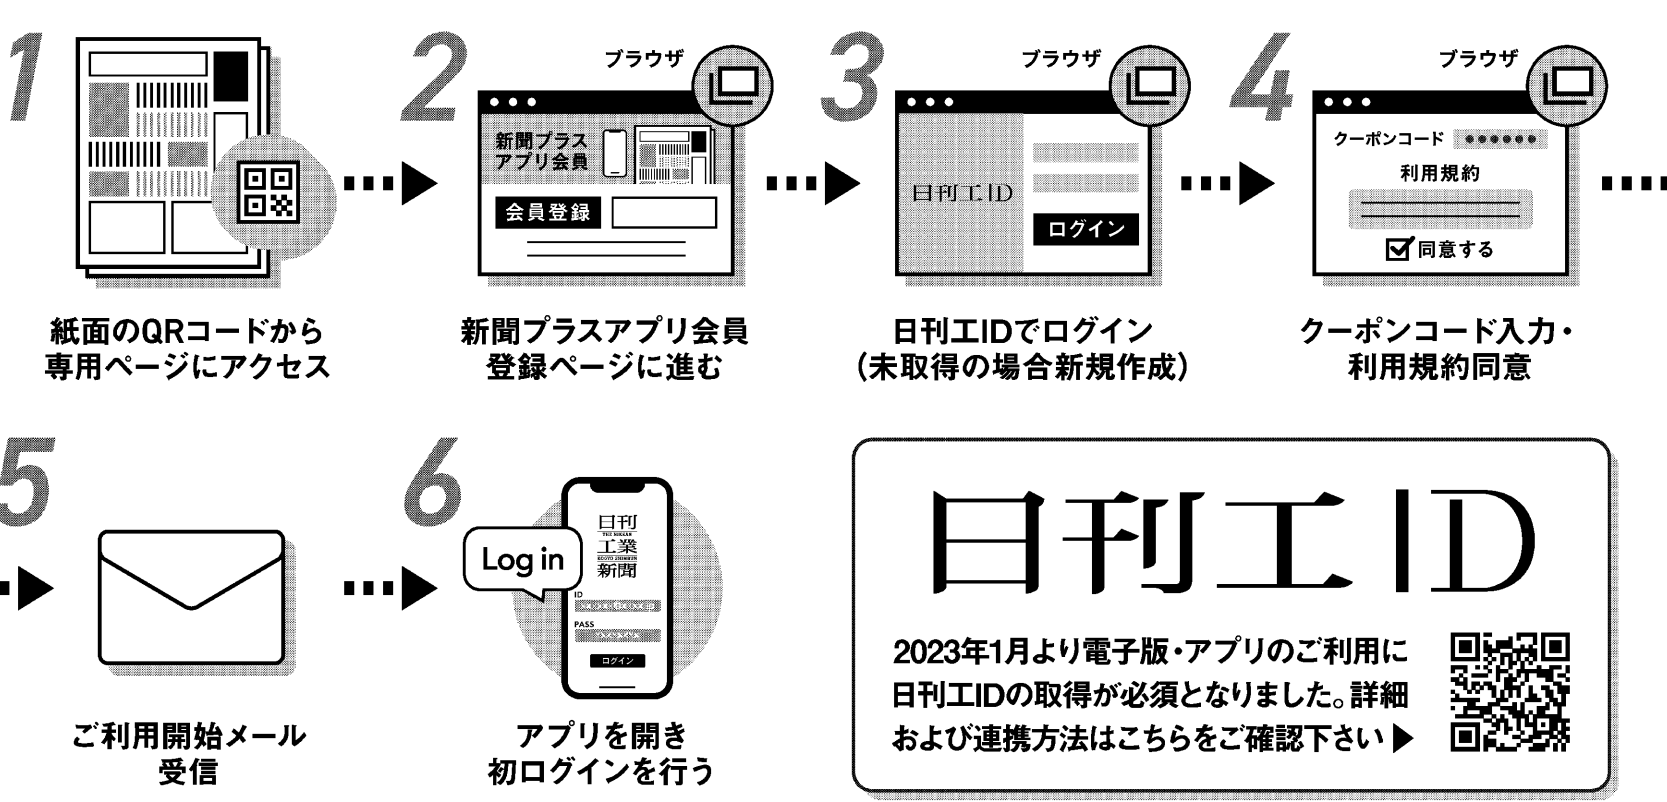 1
紙面のQRコードから
専用ページにアクセス
2
ブラウザ
新聞プラス
アプリ会員
会員登録
新聞プラスアプリ会員
登録ページに進む
3
ブラウザ
日刊工ID
ログイン
日刊工IDでログイン
（未取得の場合新規作成）
4
ブラウザ
クーポンコード
利用規約
同意する
クーポンコード入力・
利用規約同意
5
ご利用開始メール
受信
6
Log in
日刊
THE NIKKAN
工業
KOGYO SHIMBUN
新聞
ID
PASS
ログイン
アプリを開き
初ログインを行う
日刊工ID
2023年1月より電子版・アプリのご利用に
日刊工IDの取得が必須となりました。詳細
および連携方法はこちらをご確認下さい▶